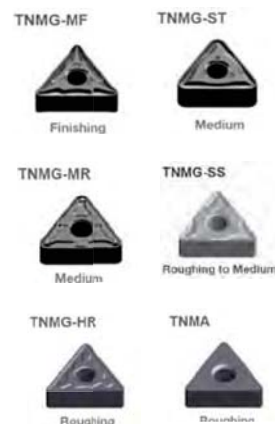 TNMG-MF
TNMG-ST
Finishing
Medium
TNMG-MR
TNMG-SS
Medium
Roughing to Medium
TNMG-HR
TNMA
Roughing
Roughing